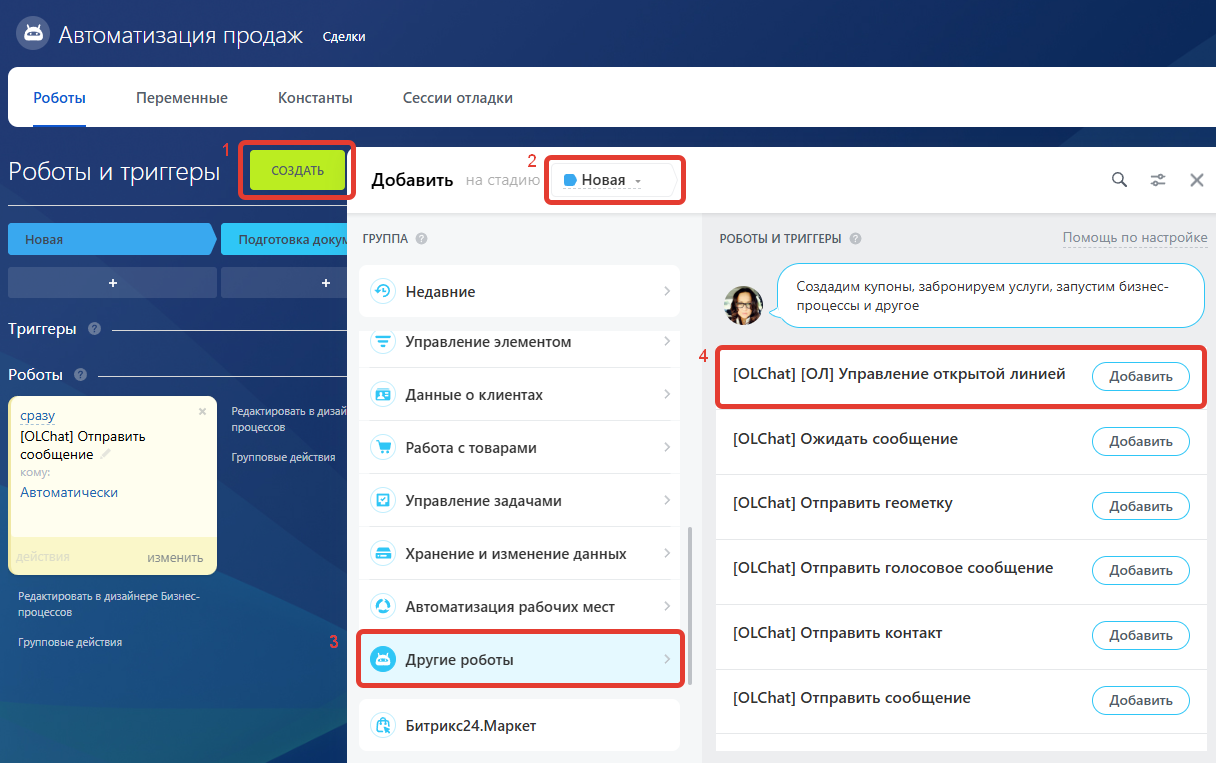 Автоматизация продаж
Сделки
Роботы
Переменные
Константы
Сессии отладки
Роботы и триггеры
1
СОЗДАТЬ
Новая
Подготовка докум
+
+
Триггеры ?
Роботы ?
сразу
[OLChat] Отправить
сообщение
кому:
Автоматически
действия
изменить
Редактировать в дизай
процессов
Групповые действия
Редактировать в дизайнере Бизнес-
процессов
Групповые действия
Добавить на стадию
2
Новая
ГРУППА ?
Недавние
Управление элементом
Данные о клиентах
Работа с товарами
Управление задачами
Хранение и изменение данных
Автоматизация рабочих мест
3
Другие роботы
Битрикс24.Маркет
РОБОТЫ И ТРИГГЕРЫ ?
Помощь по настройке
Создадим купоны, забронируем услуги, запустим бизнес-
процессы и другое
4
[OLChat] [ОЛ] Управление открытой линией
Добавить
[OLChat] Ожидать сообщение
Добавить
[OLChat] Отправить геометку
Добавить
[OLChat] Отправить голосовое сообщение
Добавить
[OLChat] Отправить контакт
Добавить
[OLChat] Отправить сообщение
Добавить